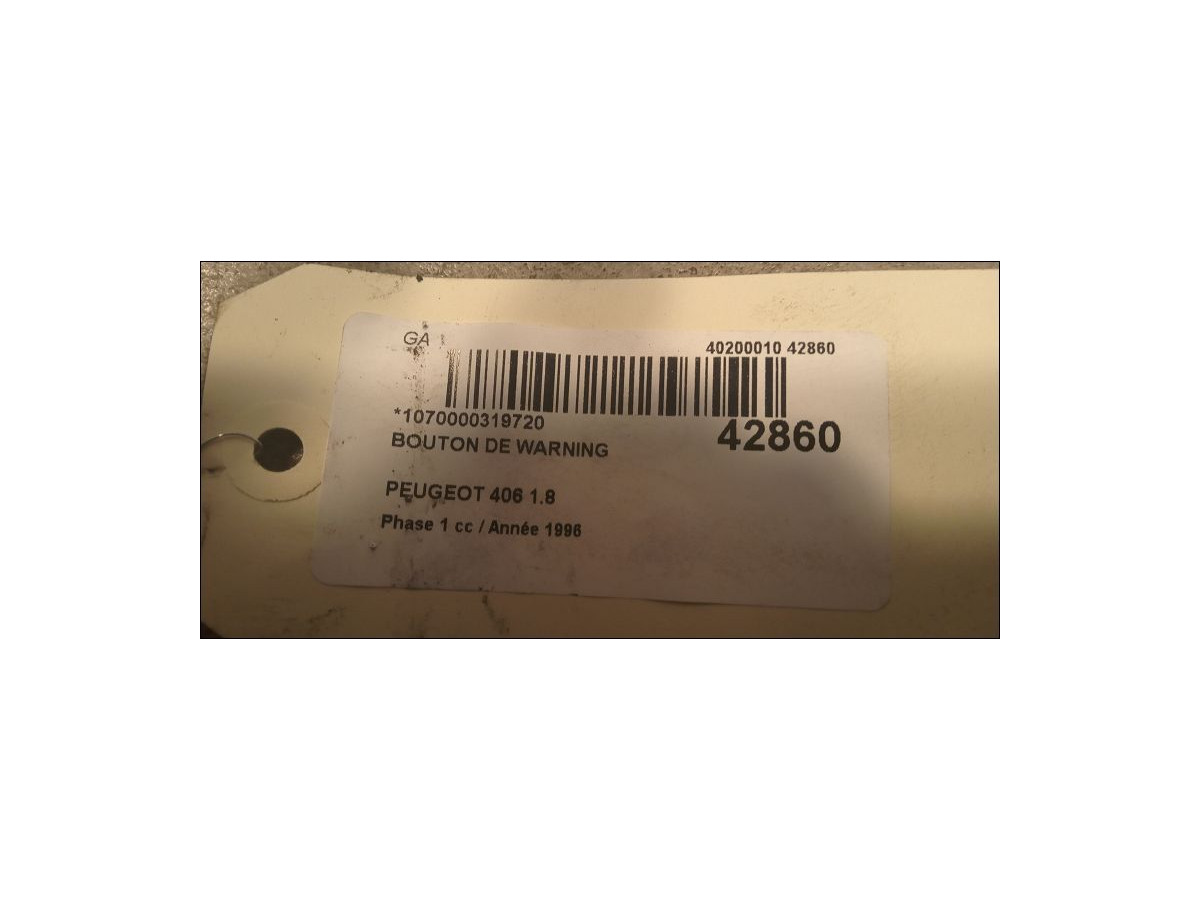 GA
40200010 42860
*1070000319720
42860
BOUTON DE WARNING
PEUGEOT 406 1.8
Phase 1 cc / Année 1996